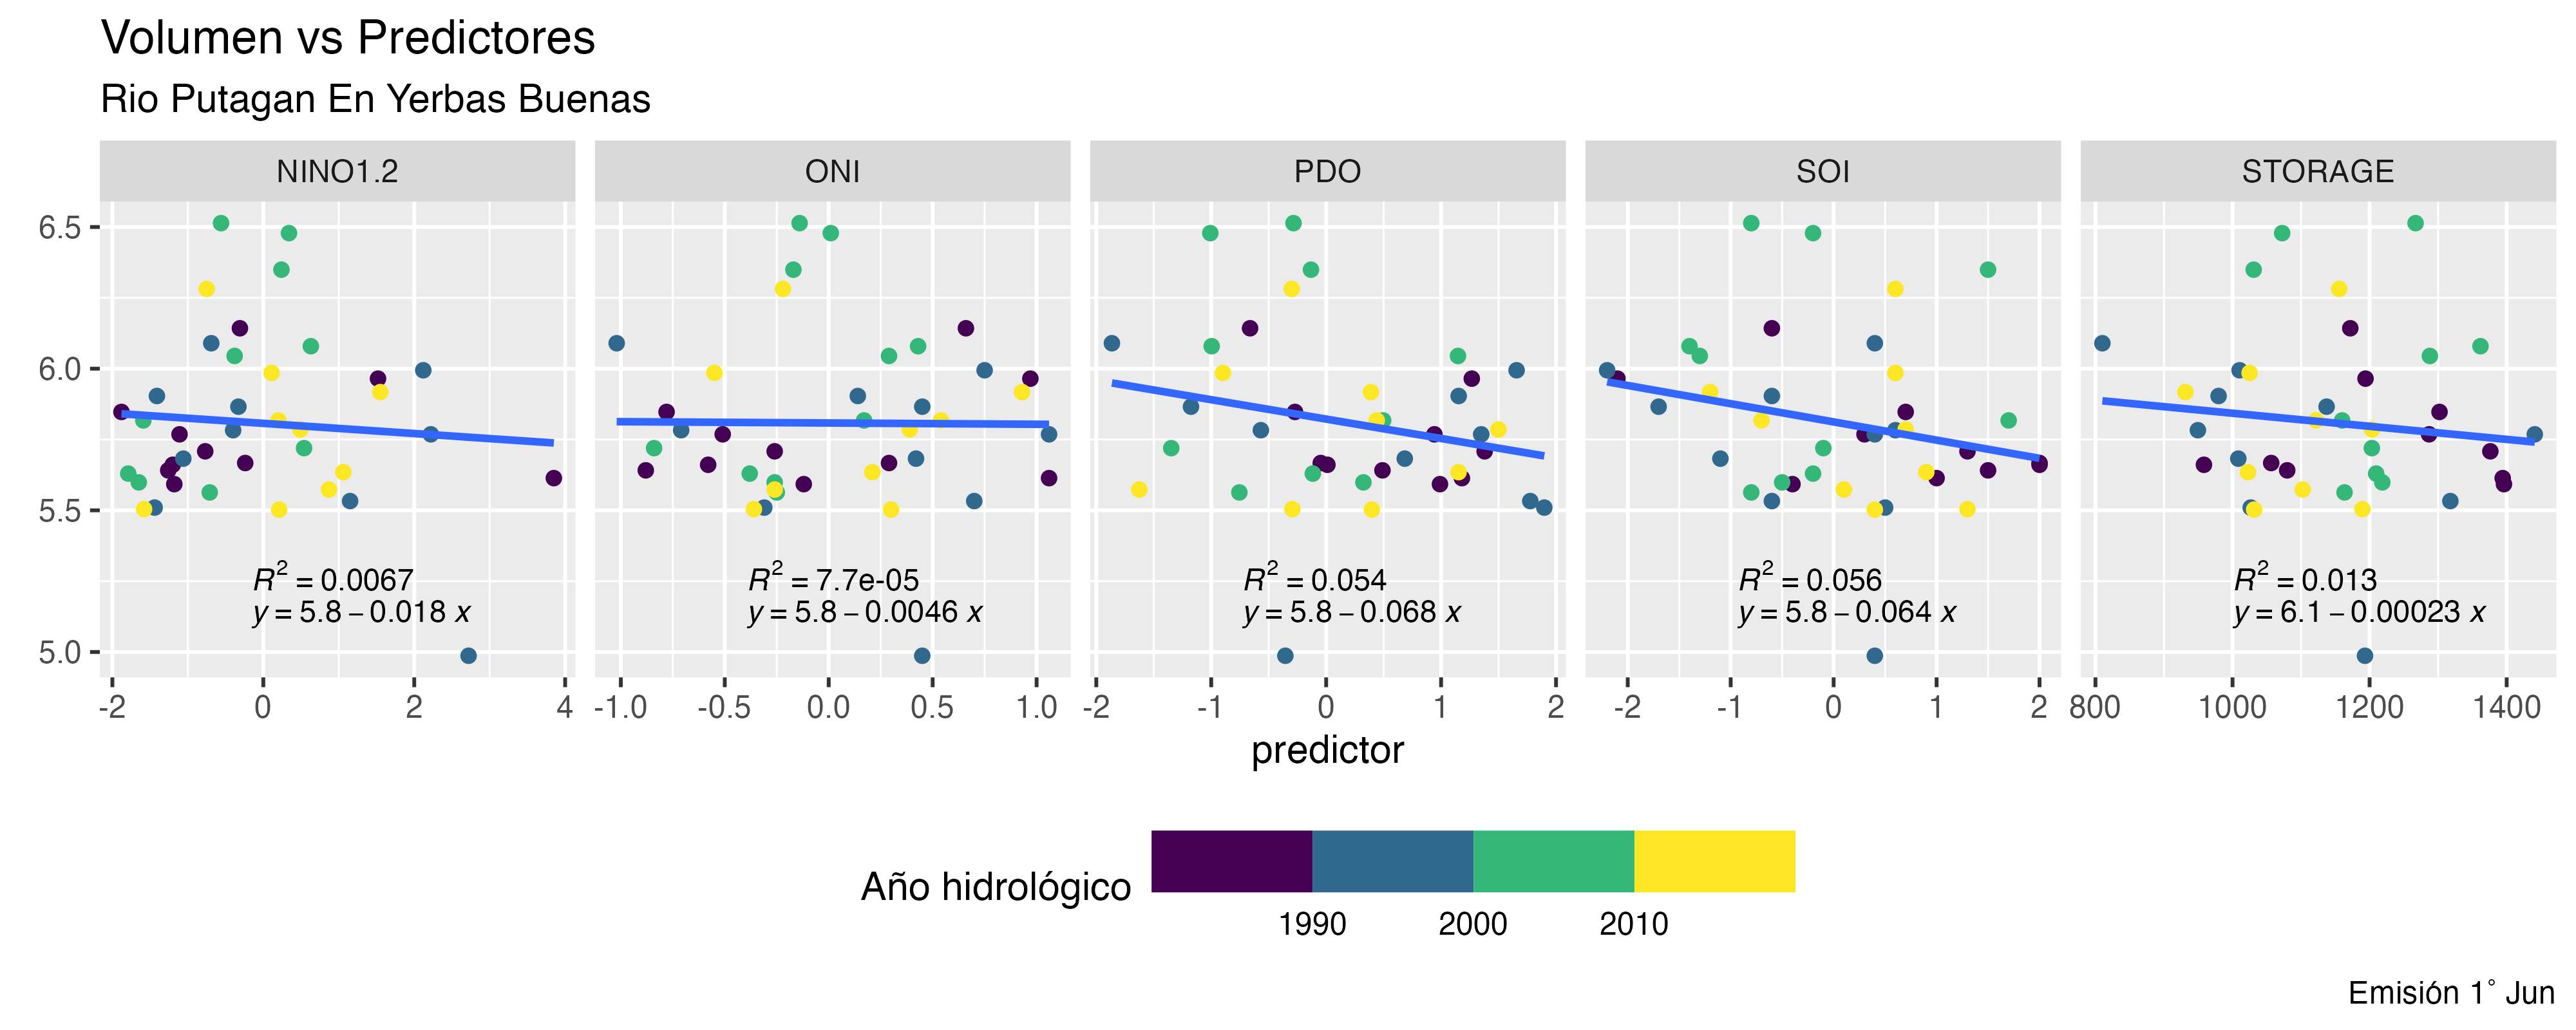 Volumen vs Predictores
Rio Putagan En Yerbas Buenas
NINO1.2 ONI PDO SOI STORAGE
6.5
6.0
5.5
5.0
R² = 0.0067
y = 5.8 – 0.018 x
R² = 7.7e-05
y = 5.8 – 0.0046 x
R² = 0.054
y = 5.8 – 0.068 x
R² = 0.056
y = 5.8 – 0.064 x
R² = 0.013
y = 6.1 – 0.00023 x
-2 0 2 4 -1.0 -0.5 0.0 0.5 1.0 -2 -1 0 1 2 -2 -1 0 1 2 800 1000 1200 1400
predictor
Año hidrológico
1990 2000 2010
Emisión 1° Jun